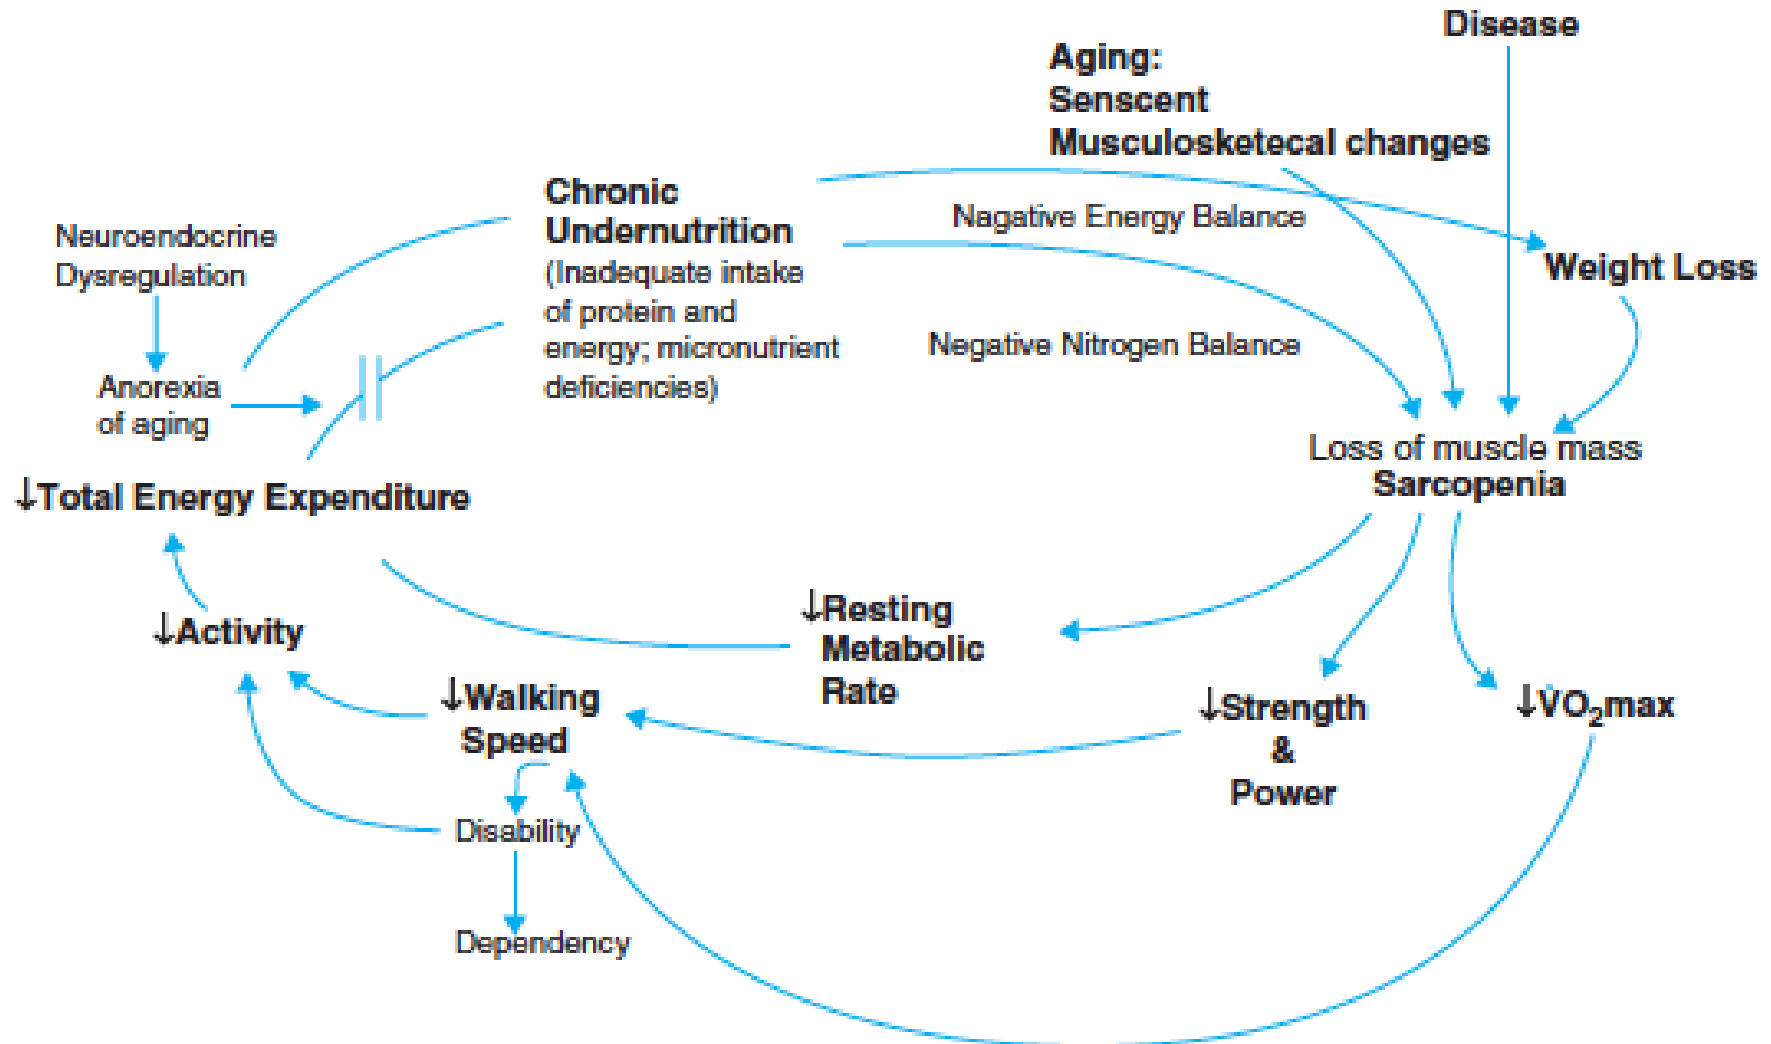 Disease
Aging:
Senscent
Musculosketecal changes
Chronic
Undernutrition
(Inadequate intake
of protein and
energy; micronutrient
deficiencies)
Nagative Energy Balance
Weight Loss
Negative Nitrogen Balance
Neuroendocrine
Dysregulation
Anorexia
of aging
Loss of muscle mass
Sarcopenia
↓Total Energy Expenditure
↓Activity
↓Resting
Metabolic
Rate
↓Walking
Speed
↓Strength
&
Power
↓V̇O₂max
Disability
Dependency